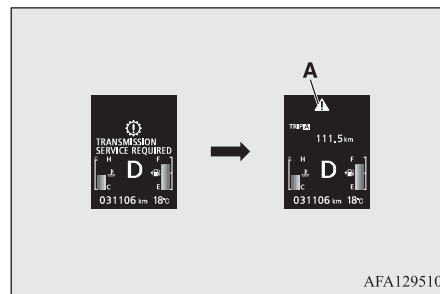 A
TRANSMISSION
SERVICE REQUIRED
F H F
D
C E
031106 km 18°C
TRIP A
111.5 km
F H F
D
C E
031106 km 18°C
AFA129510